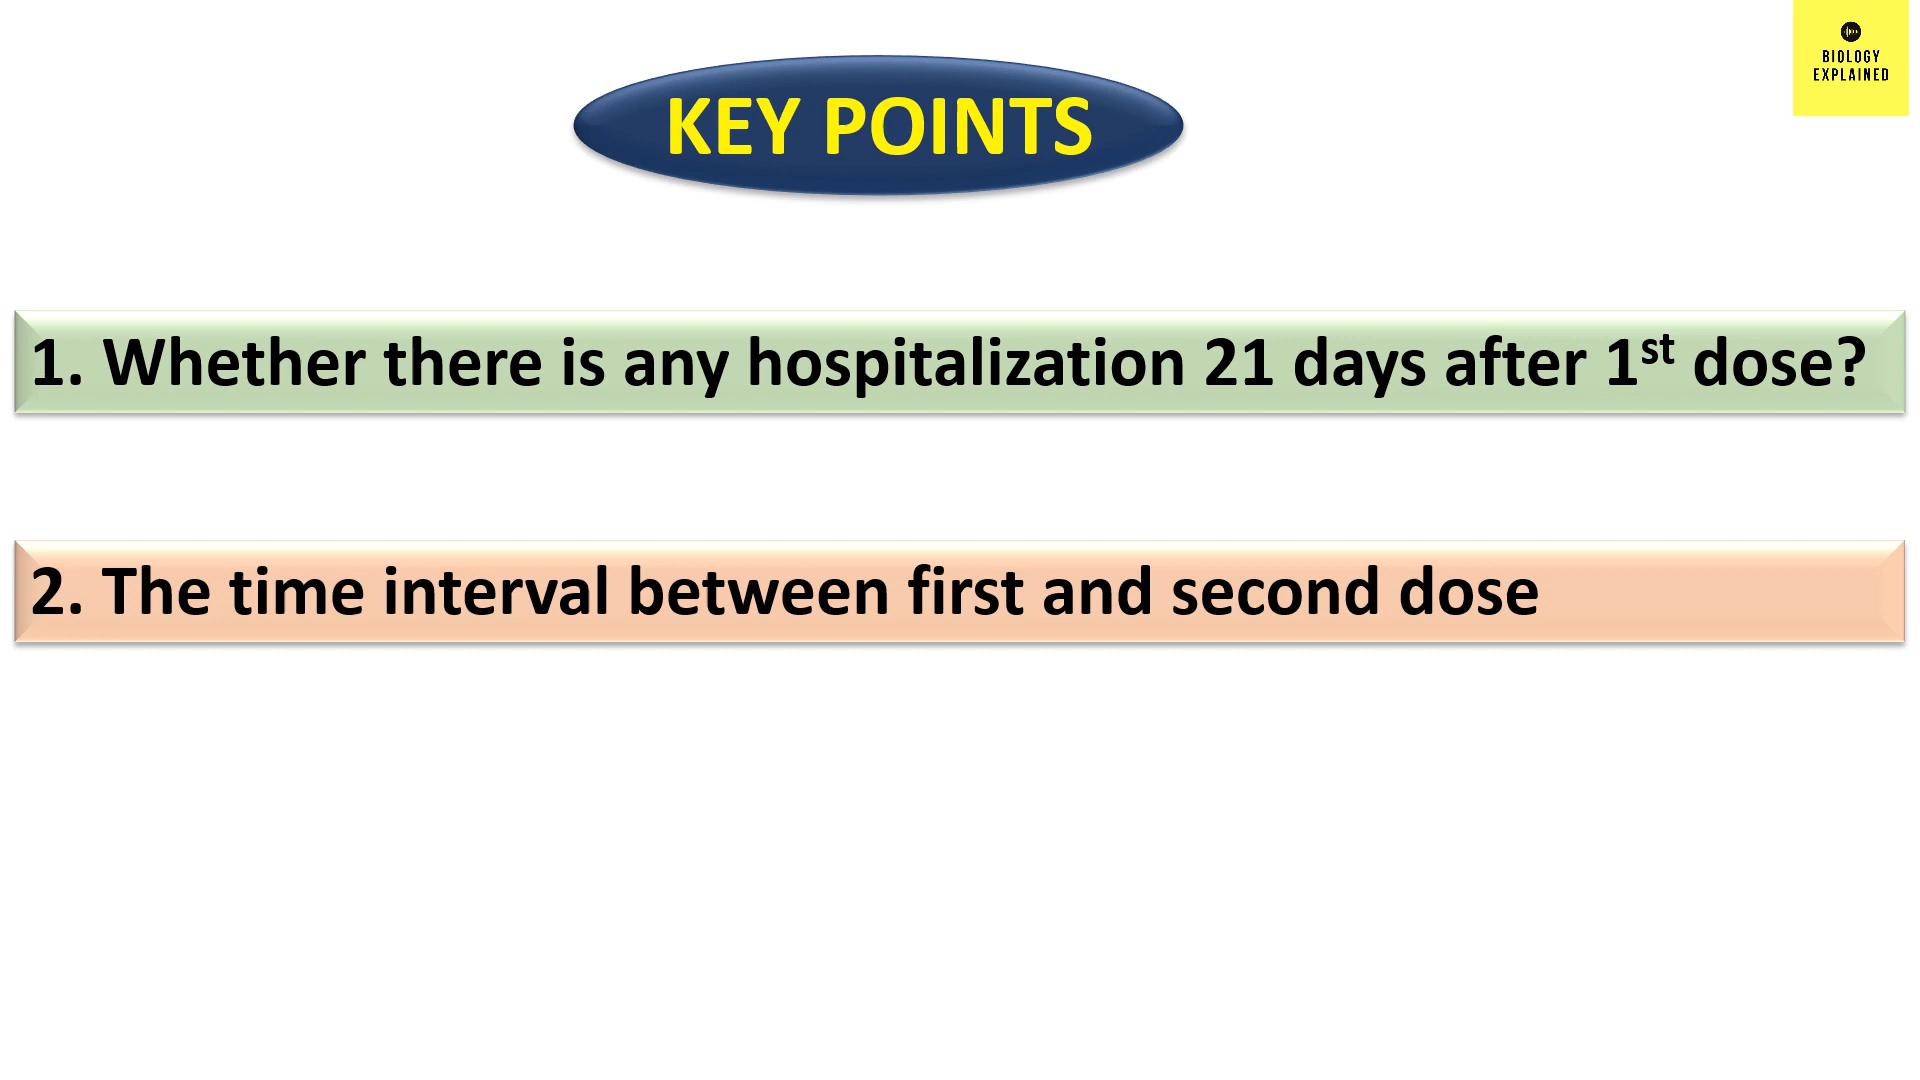 BIOLOGY
EXPLAINED
KEY POINTS
1. Whether there is any hospitalization 21 days after 1st dose?
2. The time interval between first and second dose